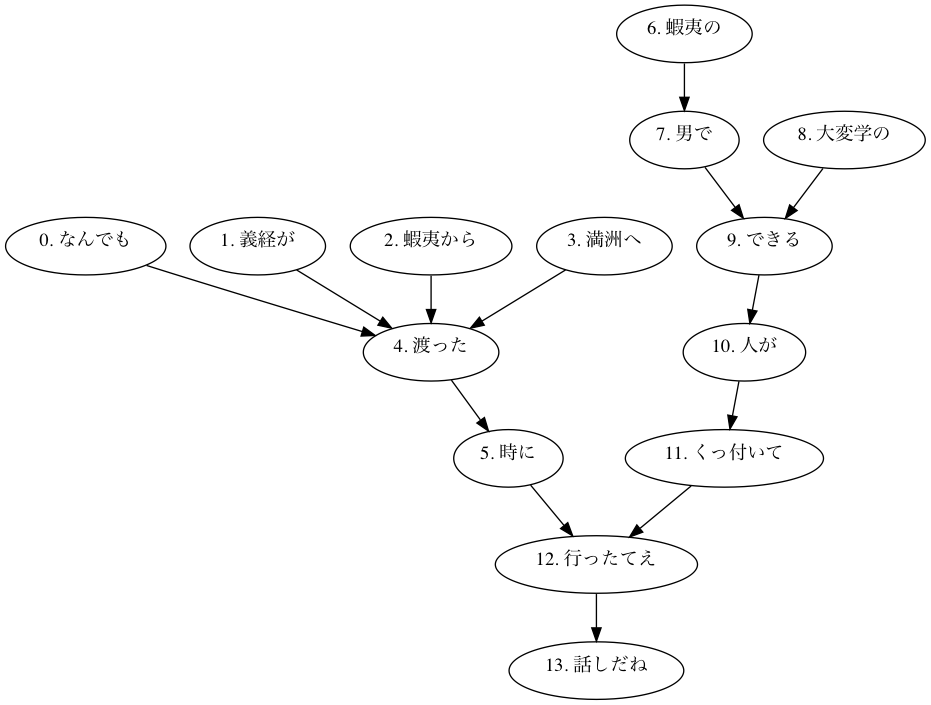 6. 蝦夷の
7. 男で
8. 大変学の
0. なんでも
1. 義経が
2. 蝦夷から
3. 満洲へ
9. できる
4. 渡った
10. 人が
5. 時に
11. くっ付いて
12. 行ったてえ
13. 話しだね